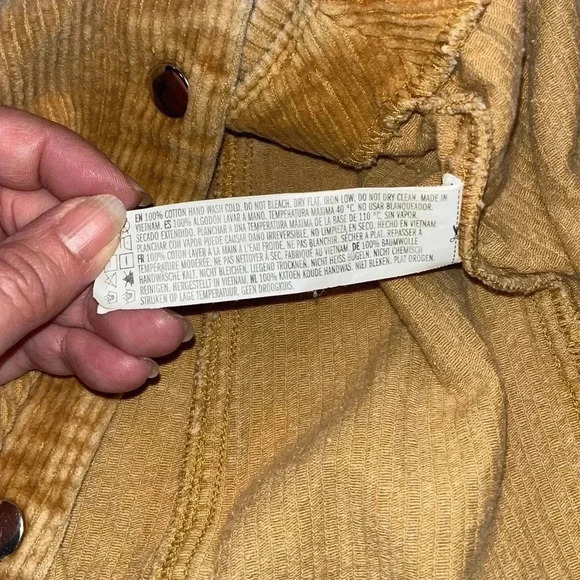 EN 100% COTTON HAND WASH COLD. DO NOT BLEACH. DRY FLAT. IRON LOW. DO NOT DRY CLEAN. MADE IN
VIETNAM. ES 100% ALGODÓN LAVAR A MANO. TEMPERATURA MÁXIMA 40 °C. NO USAR BLANQUEADOR.
SECADO EXTENDIDO. PLANCHAR A UNA TEMPERATURA MÁXIMA DE LA BASE DE 110 °C, SIN VAPOR.
PLANCHAR CON VAPOR PUEDE CAUSAR DAÑO IRREVERSIBLE. NO LIMPIEZA EN SECO. HECHO EN VIETNAM.
FR 100% COTON LAVER À LA MAIN À L'EAU FROIDE. NE PAS BLANCHIR. SÉCHER À PLAT. REPASSER À
TEMPÉRATURE MINIMALE. NE PAS NETTOYER À SEC. FABRIQUÉ AU VIETNAM. DE 100% BAUMWOLLE
HANDWÄSCHE KALT. NICHT BLEICHEN. LIEGEND TROCKNEN. NICHT HEISS BÜGELN. NICHT CHEMISCH
REINIGEN. HERGESTELLT IN VIETNAM. NL 100% KATOEN KOUDE HANDWAS. NIET BLEKEN. PLAT DROGEN.
STRIJKEN OP LAGE TEMPERATUUR. GEEN DROOGKUIS.